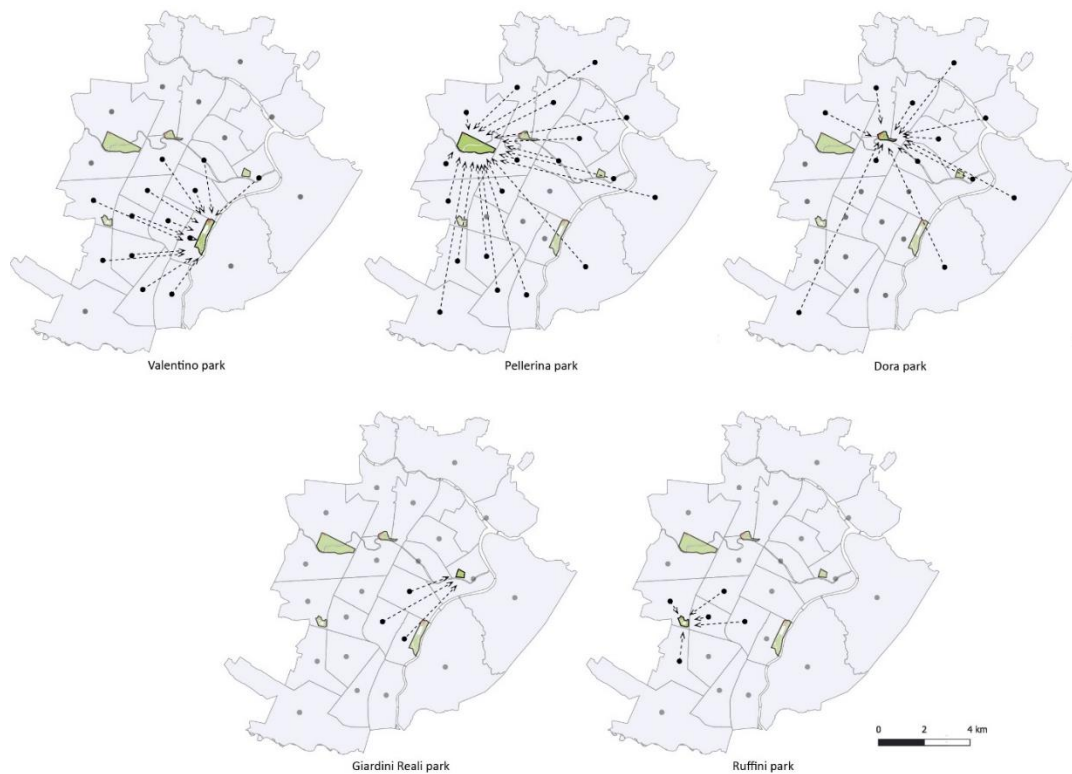 Valentino park
Pellerina park
Dora park
0 2 4 km
Giardini Reali park
Ruffini park